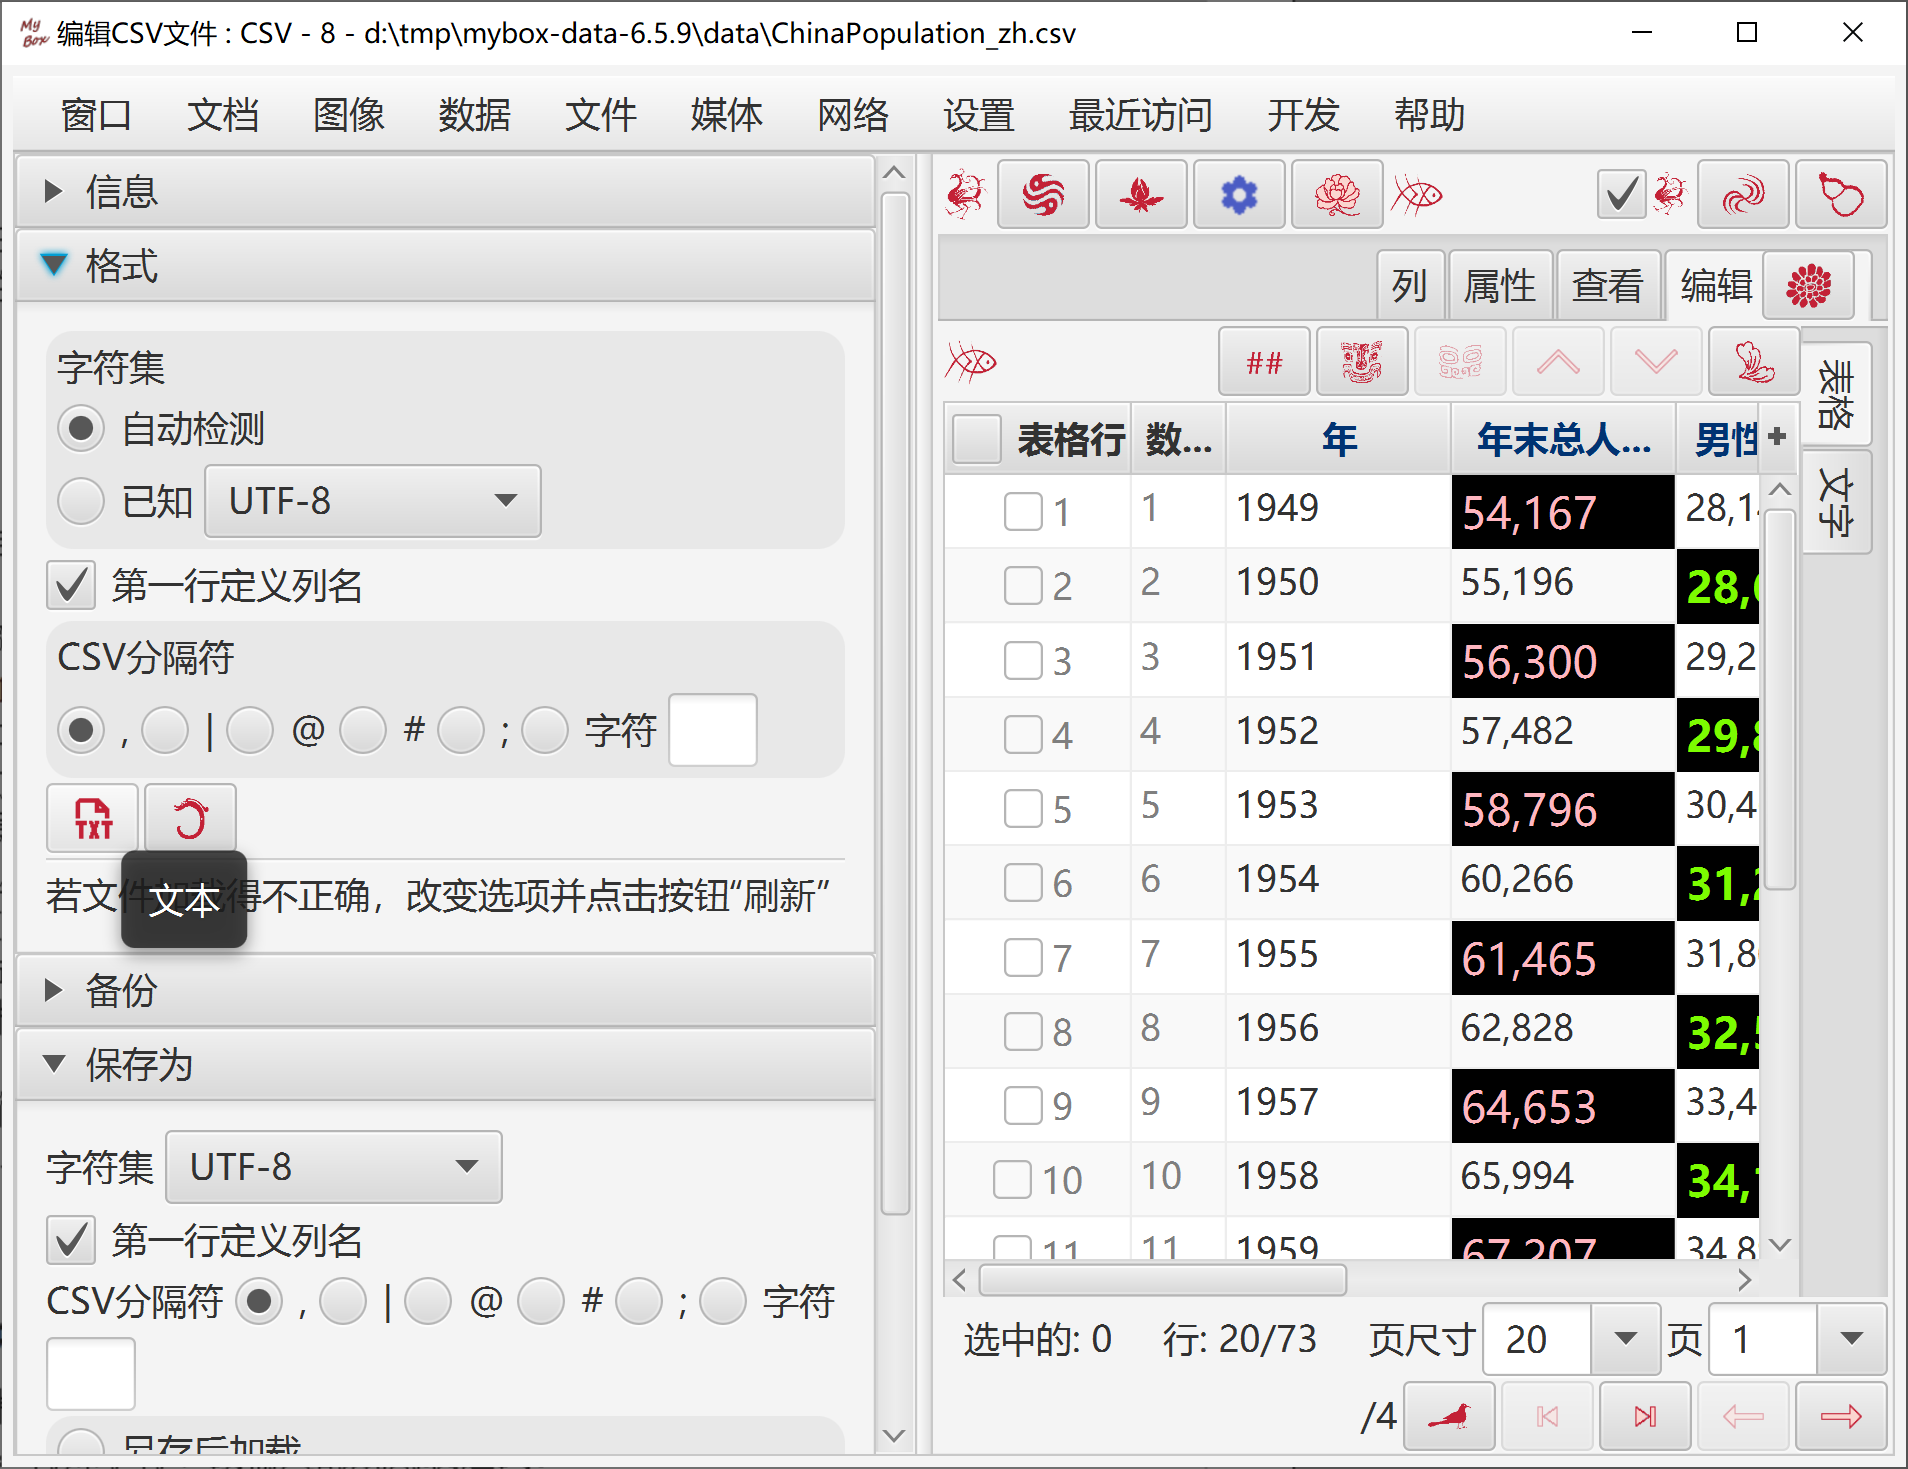 My Box 编辑CSV文件 : CSV - 8 - d:\tmp\mybox-data-6.5.9\data\ChinaPopulation_zh.csv
窗口 文档 图像 数据 文件 媒体 网络 设置 最近访问 开发 帮助
信息
格式
字符集
自动检测
已知 UTF-8
第一行定义列名
CSV分隔符
, | @ # ; 字符
TXT
文本
若文件 得不正确，改变选项并点击按钮“刷新”
备份
保存为
字符集 UTF-8
第一行定义列名
CSV分隔符 , | @ # ; 字符
另存后加载
列 属性 查看 编辑
##
表格
文字
表格行 数... 年 年末总人... 男性 +
1 1 1949 54,167 28,14
2 2 1950 55,196 28,6
3 3 1951 56,300 29,2
4 4 1952 57,482 29,8
5 5 1953 58,796 30,4
6 6 1954 60,266 31,2
7 7 1955 61,465 31,8
8 8 1956 62,828 32,5
9 9 1957 64,653 33,4
10 10 1958 65,994 34,1
11 11 1959 67,207 34,8
选中的: 0 行: 20/73 页尺寸 20 页 1
/4